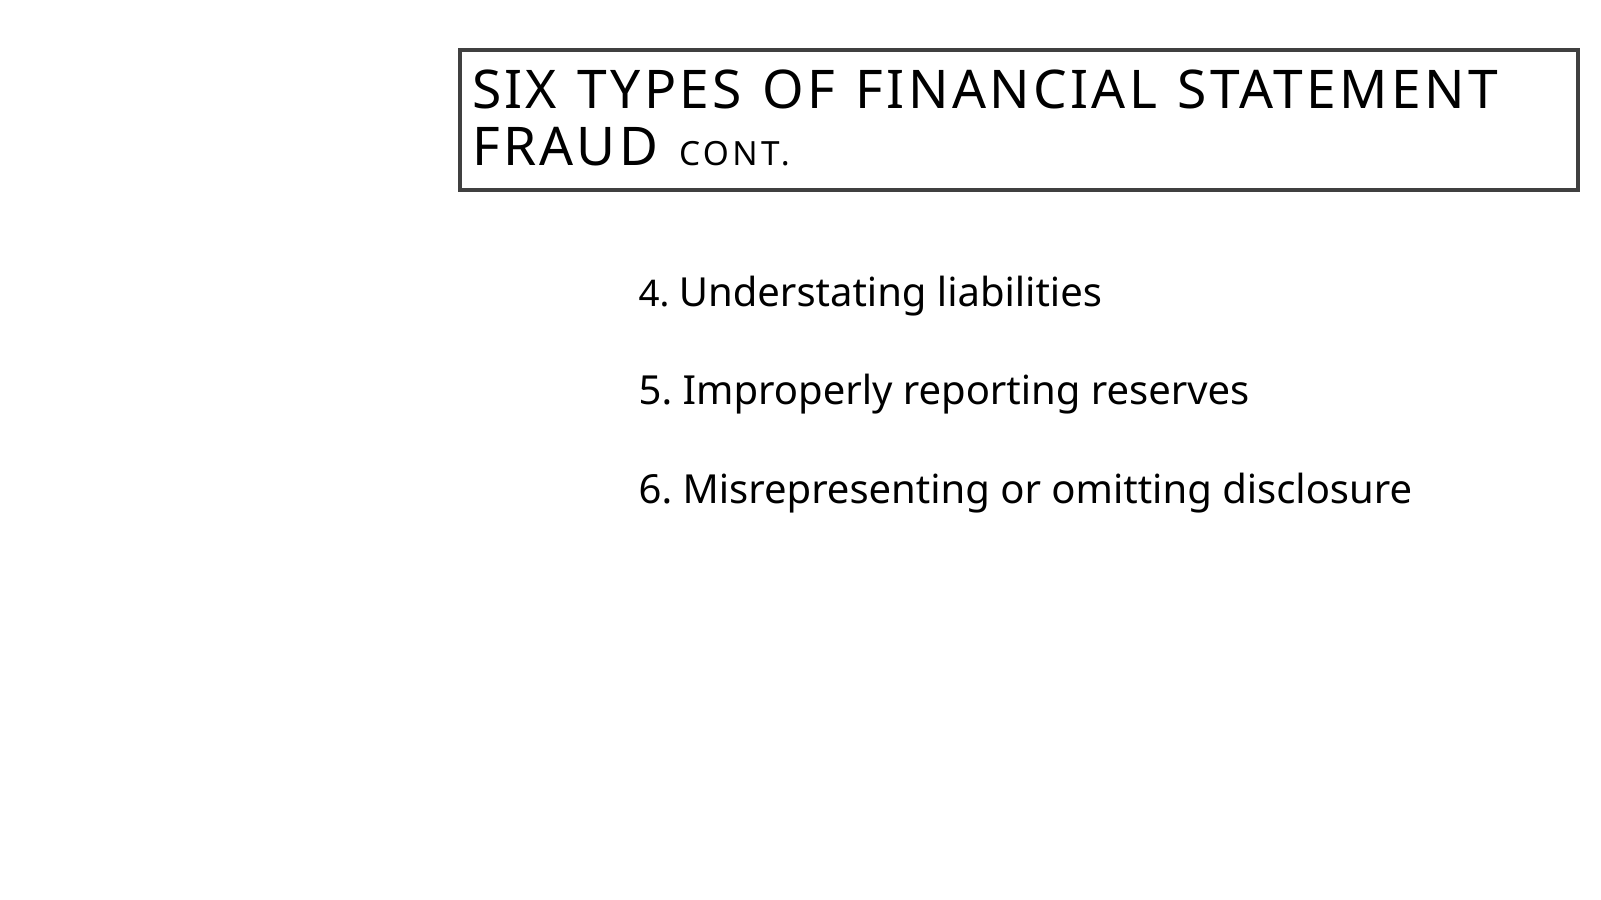 SIX TYPES OF FINANCIAL STATEMENT
FRAUD CONT.
4. Understating liabilities
5. Improperly reporting reserves
6. Misrepresenting or omitting disclosure